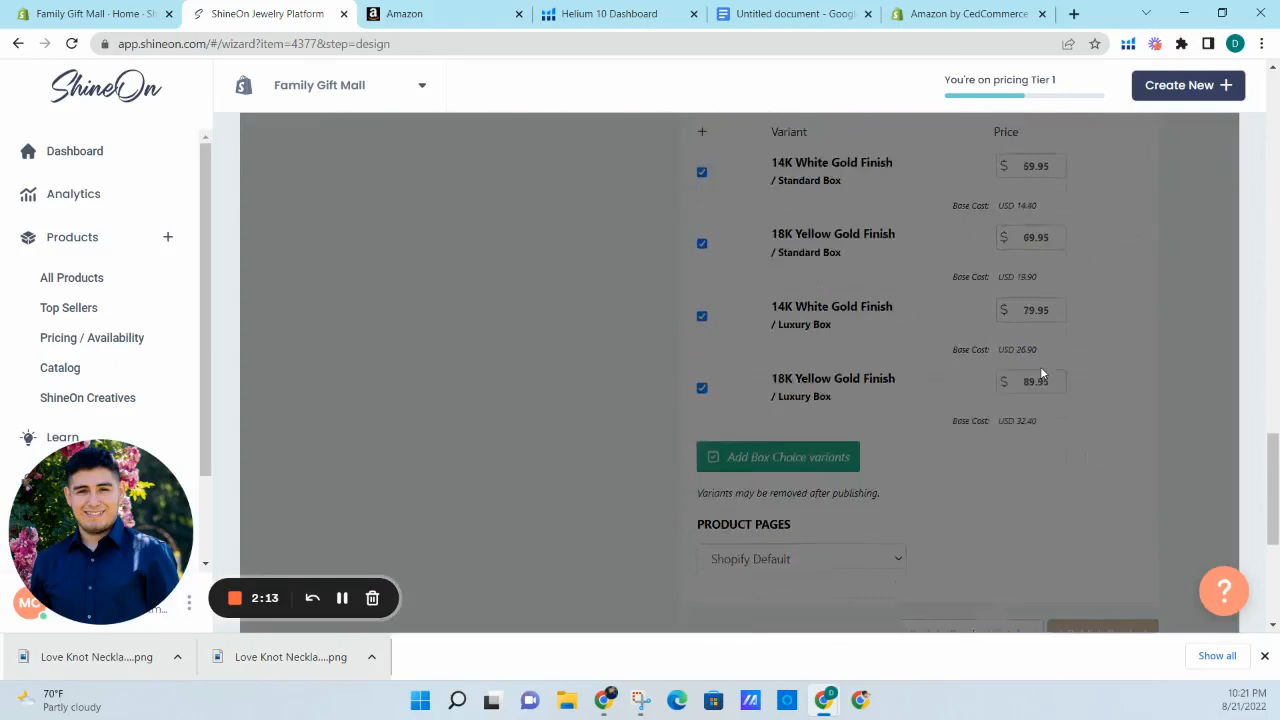 Family Gift Mall · Home · S
ShineOn Jewelry Platform
Amazon
Helium 10 Dashboard
Untitled document - Goog
Amazon by CedCommerce
app.shineon.com/#/wizard?item=4377&step=design
D
ShineOn
Family Gift Mall
You're on pricing Tier 1
Create New +
Dashboard
Analytics
Products +
All Products
Top Sellers
Pricing / Availability
Catalog
ShineOn Creatives
Learn
+ Variant Price
14K White Gold Finish
/ Standard Box
$ 59.95
Base Cost: USD 14.40
18K Yellow Gold Finish
/ Standard Box
$ 69.95
Base Cost: USD 19.90
14K White Gold Finish
/ Luxury Box
$ 79.95
Base Cost: USD 26.90
18K Yellow Gold Finish
/ Luxury Box
$ 89.95
Base Cost: USD 32.40
Add Box Choice variants
Variants may be removed after publishing.
PRODUCT PAGES
Shopify Default
?
2:13
Love Knot Neckla....png
Love Knot Neckla....png
Show all
70°F
Partly cloudy
10:21 PM
8/21/2022